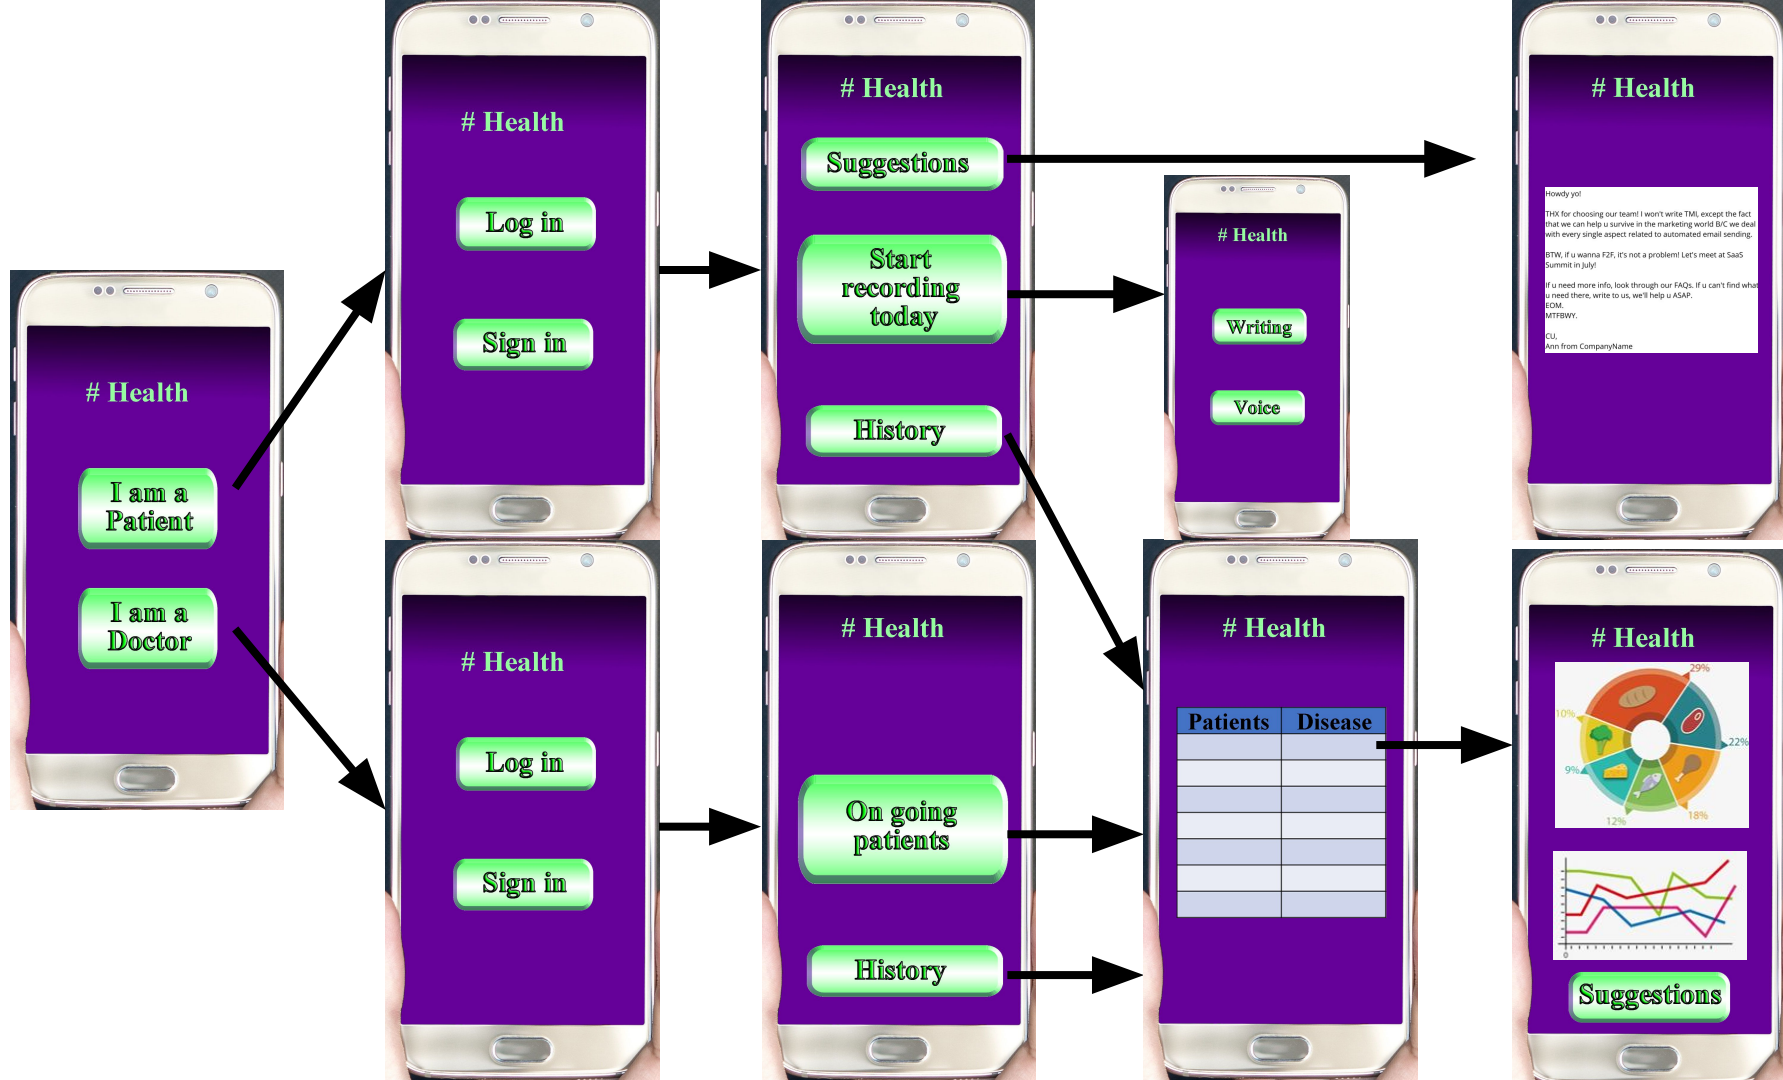 # Health
I am a
Patient
I am a
Doctor
# Health
Log in
Sign in
# Health
Suggestions
Start
recording
today
History
# Health
Writing
Voice
# Health
Howdy yo!
THX for choosing our team! I won't write TMI, except the fact
that we can help u survive in the marketing world B/C we deal
with every single aspect related to automated email sending.
BTW, if u wanna F2F, it's not a problem! Let's meet at SaaS
Summit in July!
If u need more info, look through our FAQs. If u can't find what
u need there, write to us, we'll help u ASAP.
EOM.
MTFBWY.
CU,
Ann from CompanyName
# Health
Log in
Sign in
# Health
On going
patients
History
# Health
Patients Disease
# Health
29%
10%
22%
9%
12%
18%
0
Suggestions